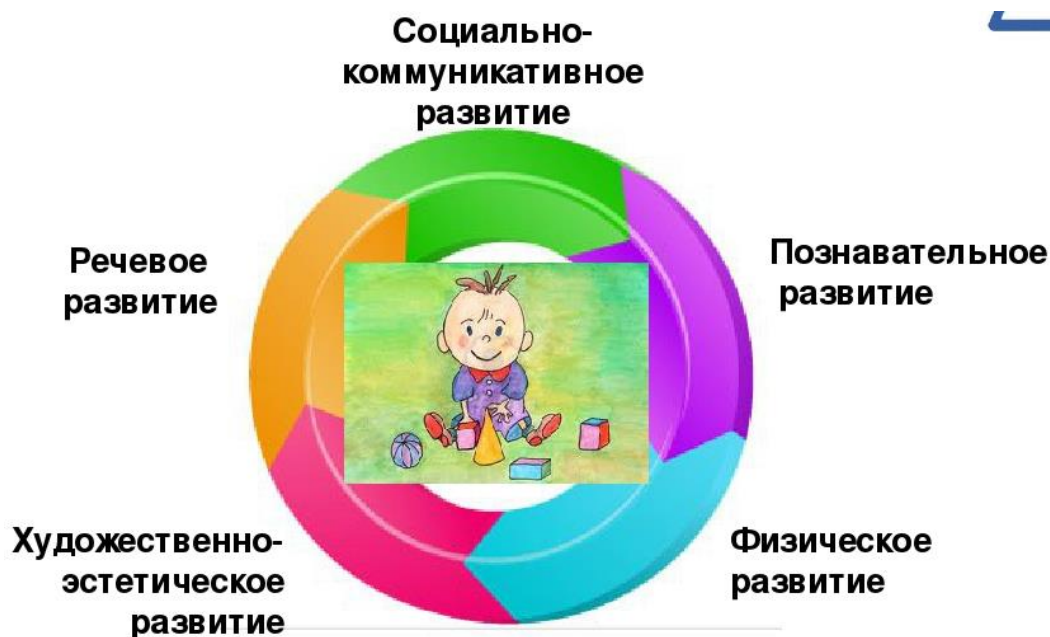 Социально-
коммуникативное
развитие
Речевое
развитие
Познавательное
развитие
Художественно-
эстетическое
развитие
Физическое
развитие